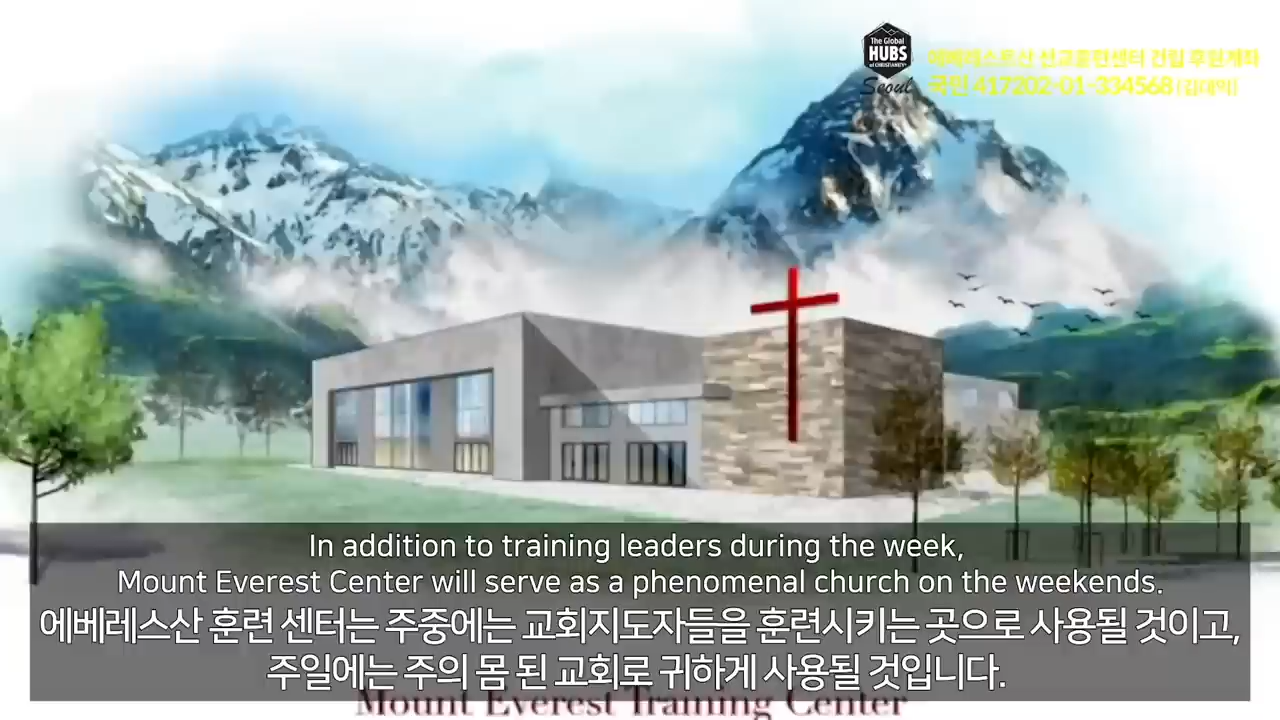 The Global
HUBS
of CHRISTIANITY
Seoul
에베레스트산 선교훈련센터 건립 후원계좌
국민 417202-01-334568 (김대억)
In addition to training leaders during the week,
Mount Everest Center will serve as a phenomenal church on the weekends.
에베레스산 훈련 센터는 주중에는 교회지도자들을 훈련시키는 곳으로 사용될 것이고,
주일에는 주의 몸 된 교회로 귀하게 사용될 것입니다.
Mount Everest Training Center